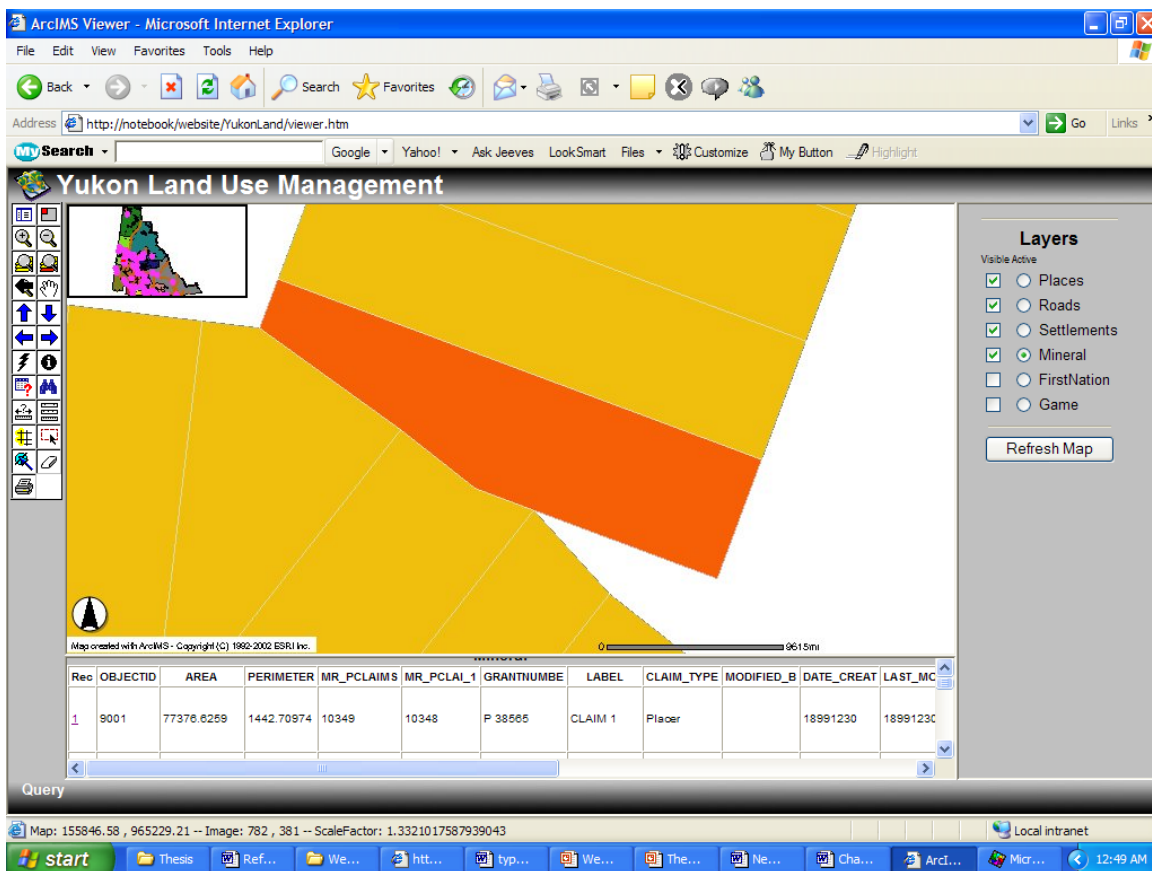 ArcIMS Viewer - Microsoft Internet Explorer
File Edit View Favorites Tools Help
Back Search Favorites
Address http://notebook/website/YukonLand/viewer.htm Go Links
My Search Google Yahoo! Ask Jeeves LookSmart Files Customize My Button Highlight
Yukon Land Use Management
Layers
Visible Active
Places
Roads
Settlements
Mineral
FirstNation
Game
Refresh Map
Map created with ArcIMS - Copyright (C) 1992-2002 ESRI Inc.
0 9615mi
Mineral
Rec OBJECTID AREA PERIMETER MR_PCLAIMS MR_PCLAI_1 GRANTNUMBE LABEL CLAIM_TYPE MODIFIED_B DATE_CREAT LAST_MO
1 9001 77376.6259 1442.70974 10349 10348 P 38565 CLAIM 1 Placer 18991230 18991230
Query
Map: 155846.58 , 965229.21 -- Image: 782 , 381 -- ScaleFactor: 1.3321017587939043 Local intranet
start Thesis Ref... We... htt... typ... We... The... Ne... Cha... ArcI... Micr... 12:49 AM